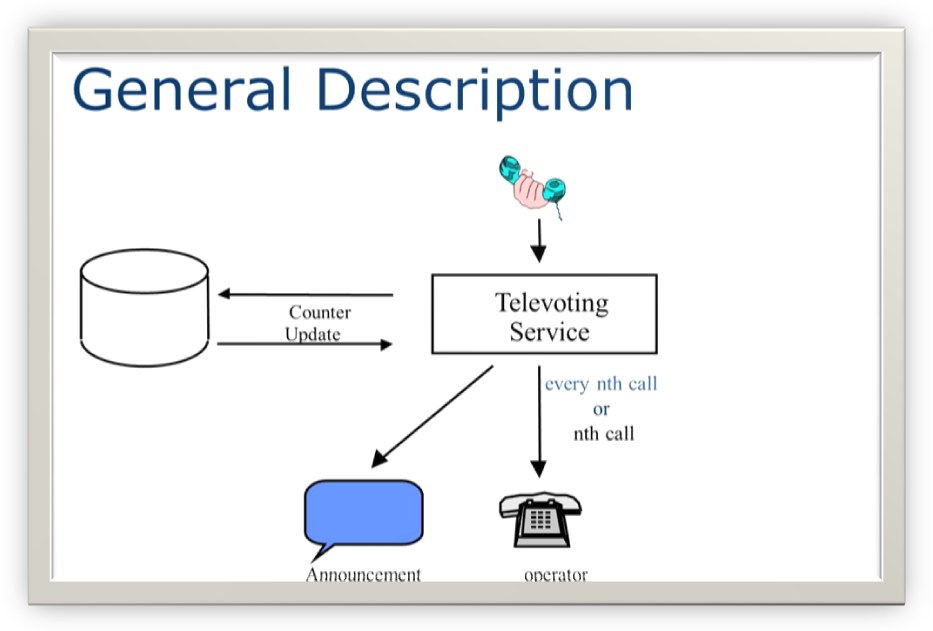 General Description
Televoting
Service
Counter
Update
every nth call
or
nth call
Announcement
operator